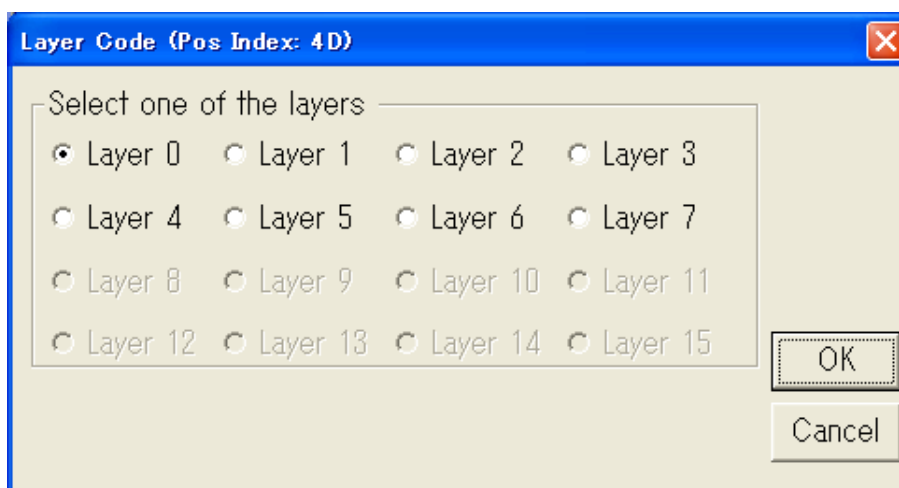 Layer Code (Pos Index: 4D)
Select one of the layers
Layer 0 Layer 1 Layer 2 Layer 3
Layer 4 Layer 5 Layer 6 Layer 7
Layer 8 Layer 9 Layer 10 Layer 11
Layer 12 Layer 13 Layer 14 Layer 15
OK
Cancel